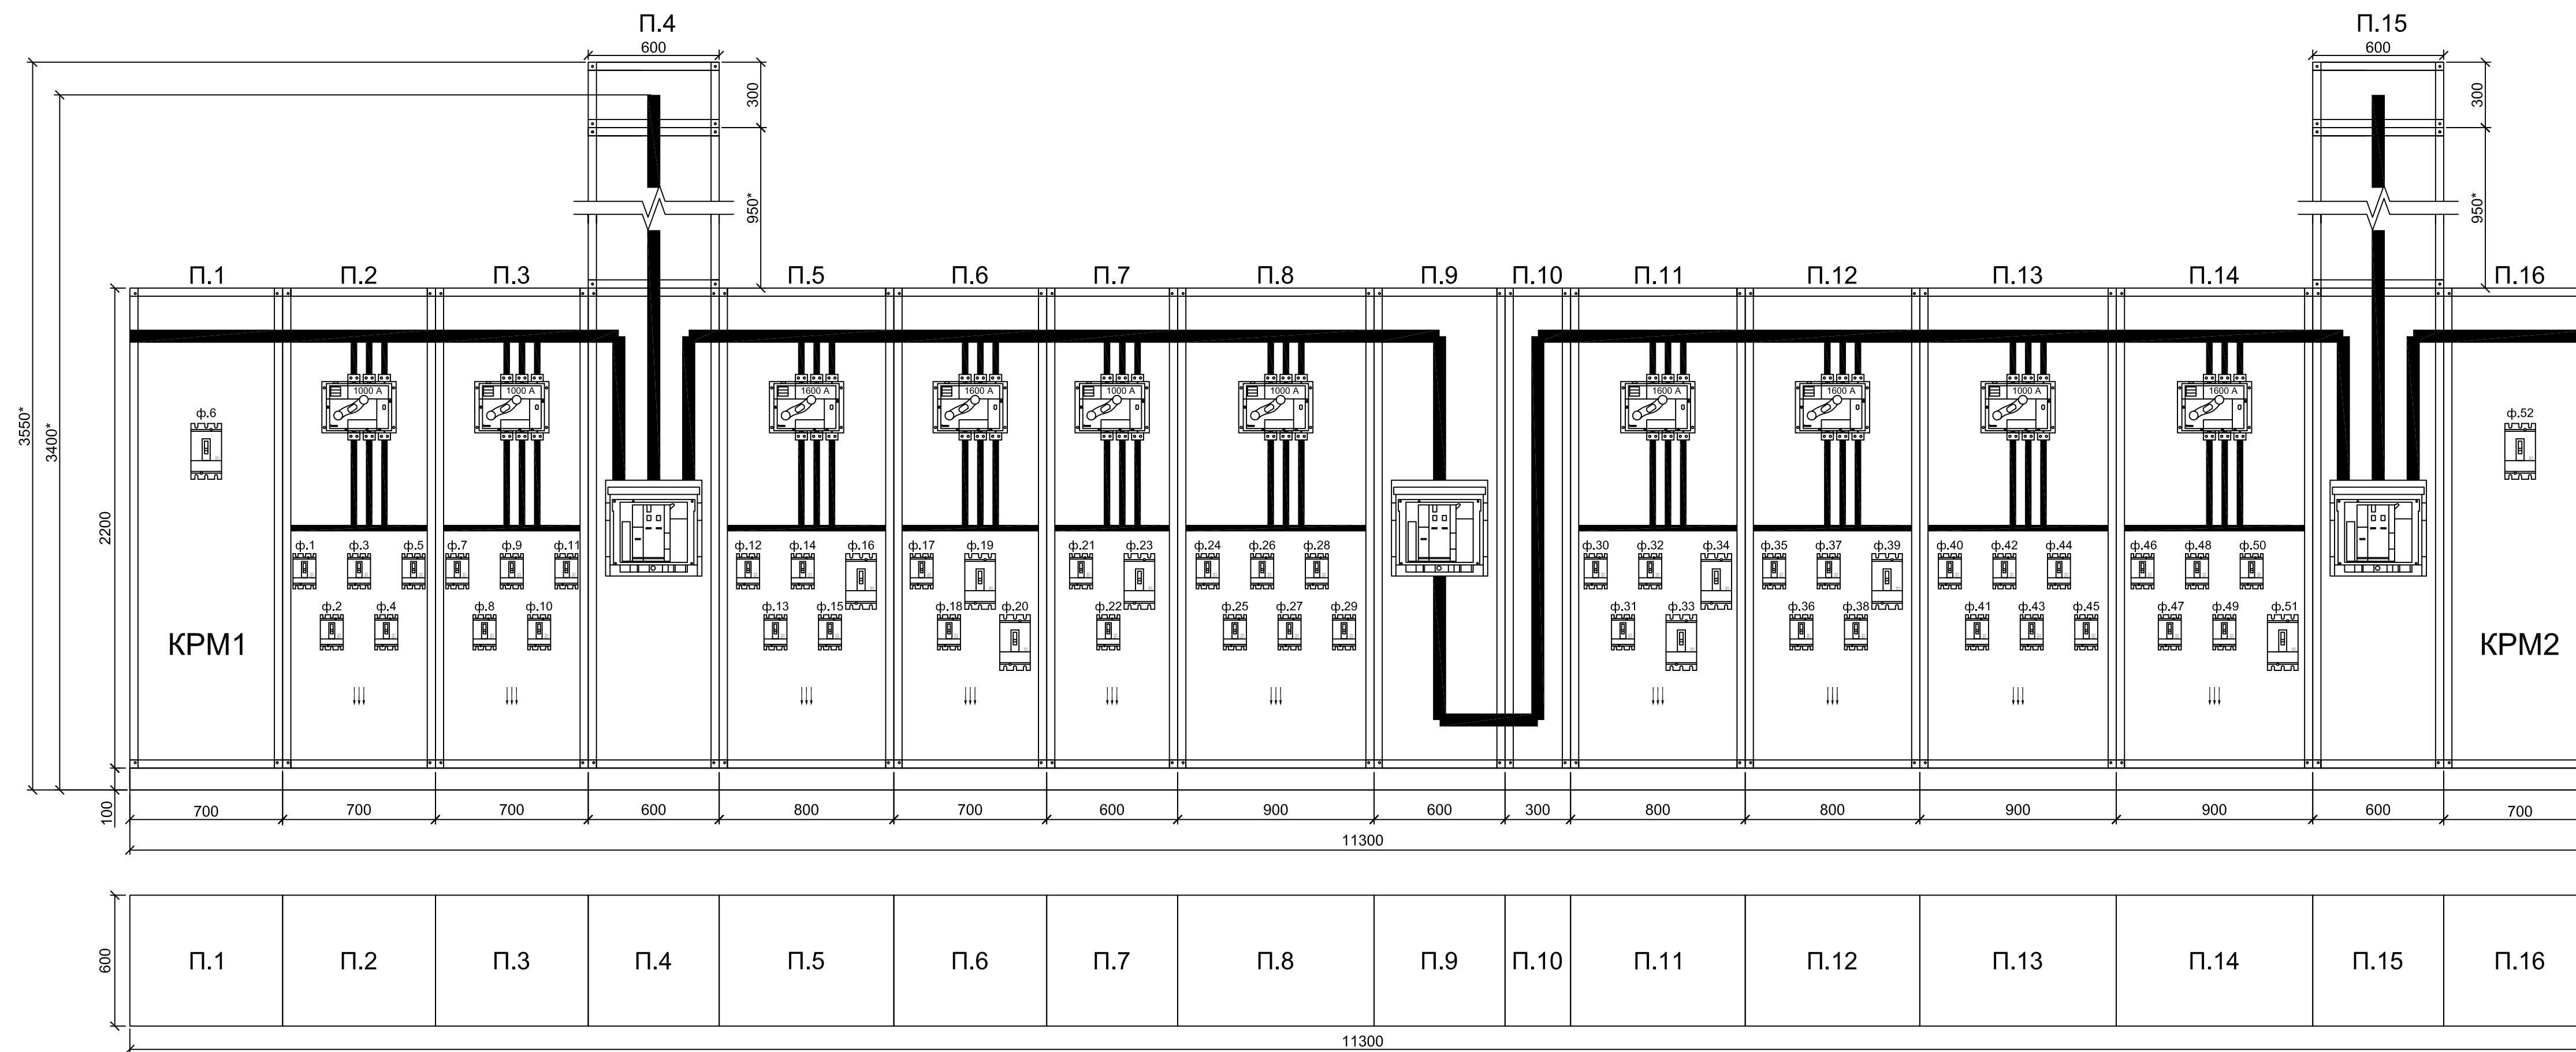 П.4 П.15
600 600
300 300
950* 950*
П.1 П.2 П.3 П.5 П.6 П.7 П.8 П.9 П.10 П.11 П.12 П.13 П.14 П.16
1000 А 1000 А 1600 А 1600 А 1000 А 1000 А 1600 А 1600 А 1000 А 1600 А
3550* 3400*
ф.6 ф.52
2200
ф.1 ф.3 ф.5 ф.7 ф.9 ф.11 ф.12 ф.14 ф.16 ф.17 ф.19 ф.21 ф.23 ф.24 ф.26 ф.28 ф.30 ф.32 ф.34 ф.35 ф.37 ф.39 ф.40 ф.42 ф.44 ф.46 ф.48 ф.50
ф.2 ф.4 ф.8 ф.10 ф.13 ф.15 ф.18 ф.20 ф.22 ф.25 ф.27 ф.29 ф.31 ф.33 ф.36 ф.38 ф.41 ф.43 ф.45 ф.47 ф.49 ф.51
КРМ1 КРМ2
100
700 700 700 600 800 700 600 900 600 300 800 800 900 900 600 700
11300
600
П.1 П.2 П.3 П.4 П.5 П.6 П.7 П.8 П.9 П.10 П.11 П.12 П.13 П.14 П.15 П.16
11300